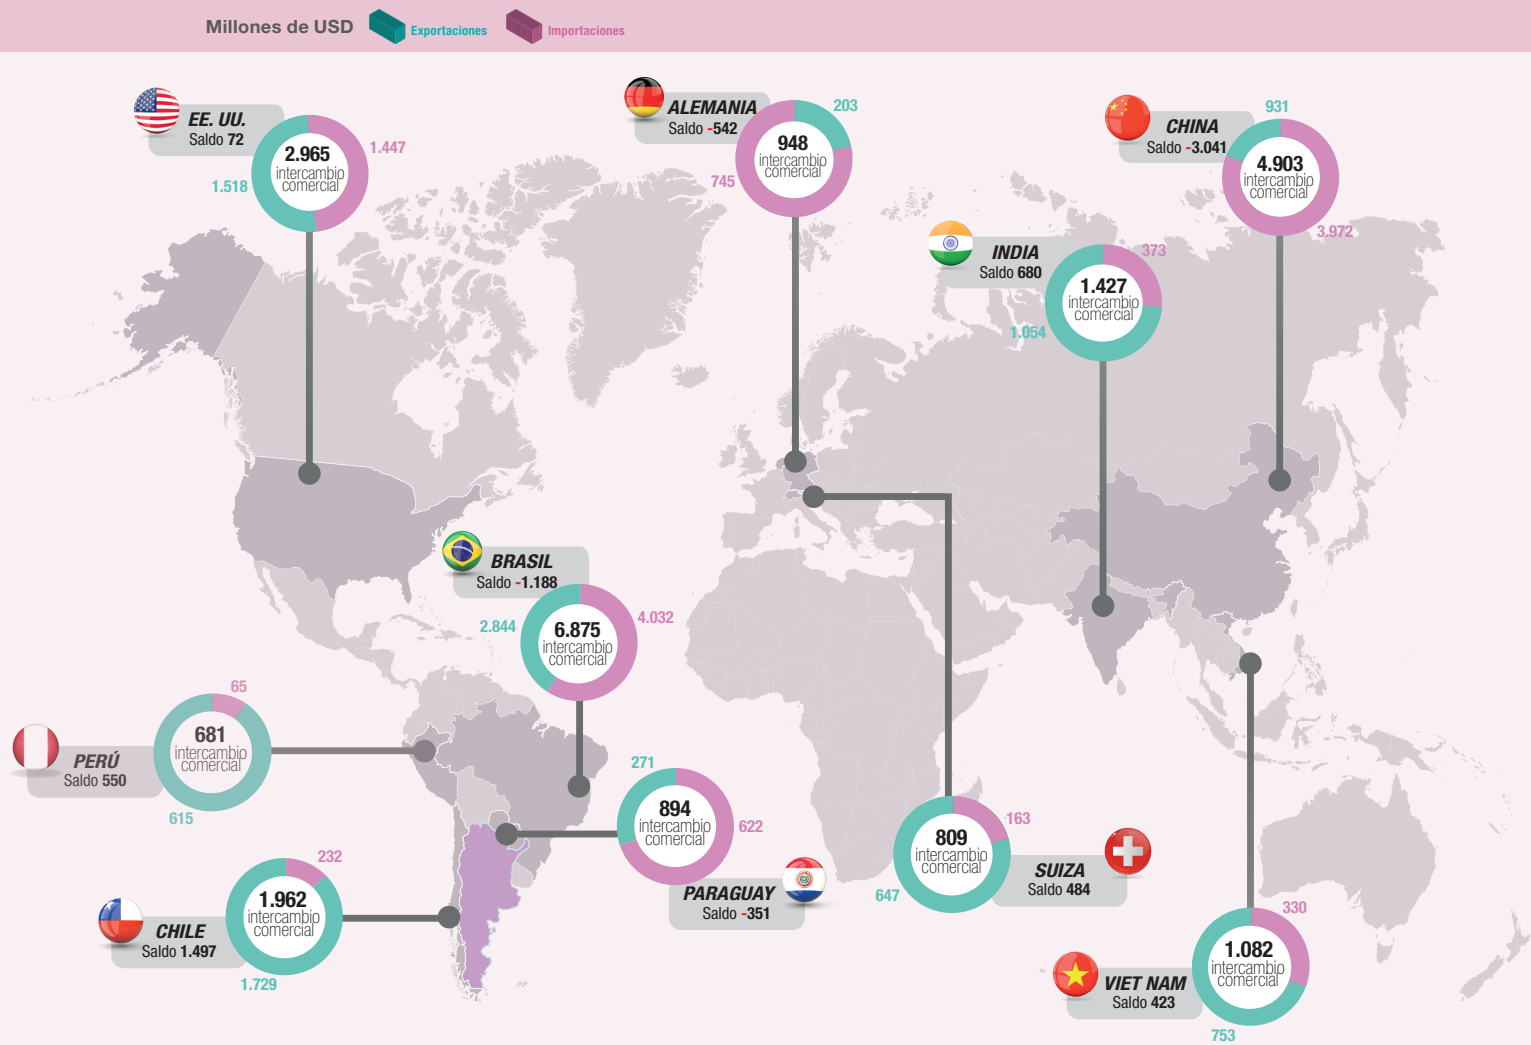 Millones de USD
Exportaciones
Importaciones
EE. UU.
Saldo 72
2.965
intercambio
comercial
1.447
1.518
ALEMANIA
Saldo -542
948
intercambio
comercial
203
745
CHINA
Saldo -3.041
4.903
intercambio
comercial
931
3.972
INDIA
Saldo 680
1.427
intercambio
comercial
373
1.054
BRASIL
Saldo -1.188
6.875
intercambio
comercial
2.844
4.032
PERÚ
Saldo 550
681
intercambio
comercial
65
615
271
894
intercambio
comercial
622
PARAGUAY
Saldo -351
809
intercambio
comercial
163
647
SUIZA
Saldo 484
CHILE
Saldo 1.497
1.962
intercambio
comercial
232
1.729
VIET NAM
Saldo 423
1.082
intercambio
comercial
330
753